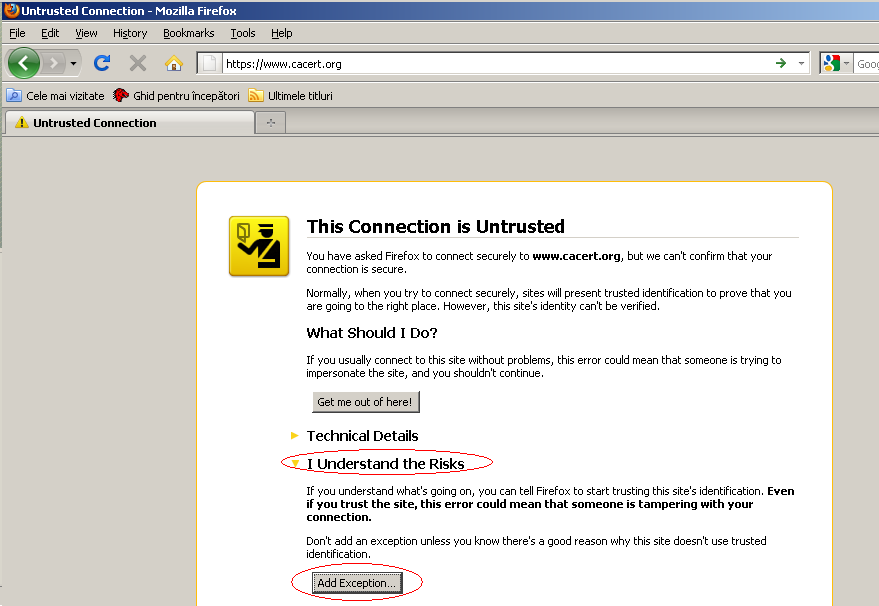 Untrusted Connection - Mozilla Firefox
File Edit View History Bookmarks Tools Help
https://www.cacert.org
Cele mai vizitate Ghid pentru începători Ultimele titluri
Untrusted Connection
This Connection is Untrusted
You have asked Firefox to connect securely to www.cacert.org, but we can't confirm that your
connection is secure.
Normally, when you try to connect securely, sites will present trusted identification to prove that you
are going to the right place. However, this site's identity can't be verified.
What Should I Do?
If you usually connect to this site without problems, this error could mean that someone is trying to
impersonate the site, and you shouldn't continue.
Get me out of here!
Technical Details
I Understand the Risks
If you understand what's going on, you can tell Firefox to start trusting this site's identification. Even
if you trust the site, this error could mean that someone is tampering with your
connection.
Don't add an exception unless you know there's a good reason why this site doesn't use trusted
identification.
Add Exception...